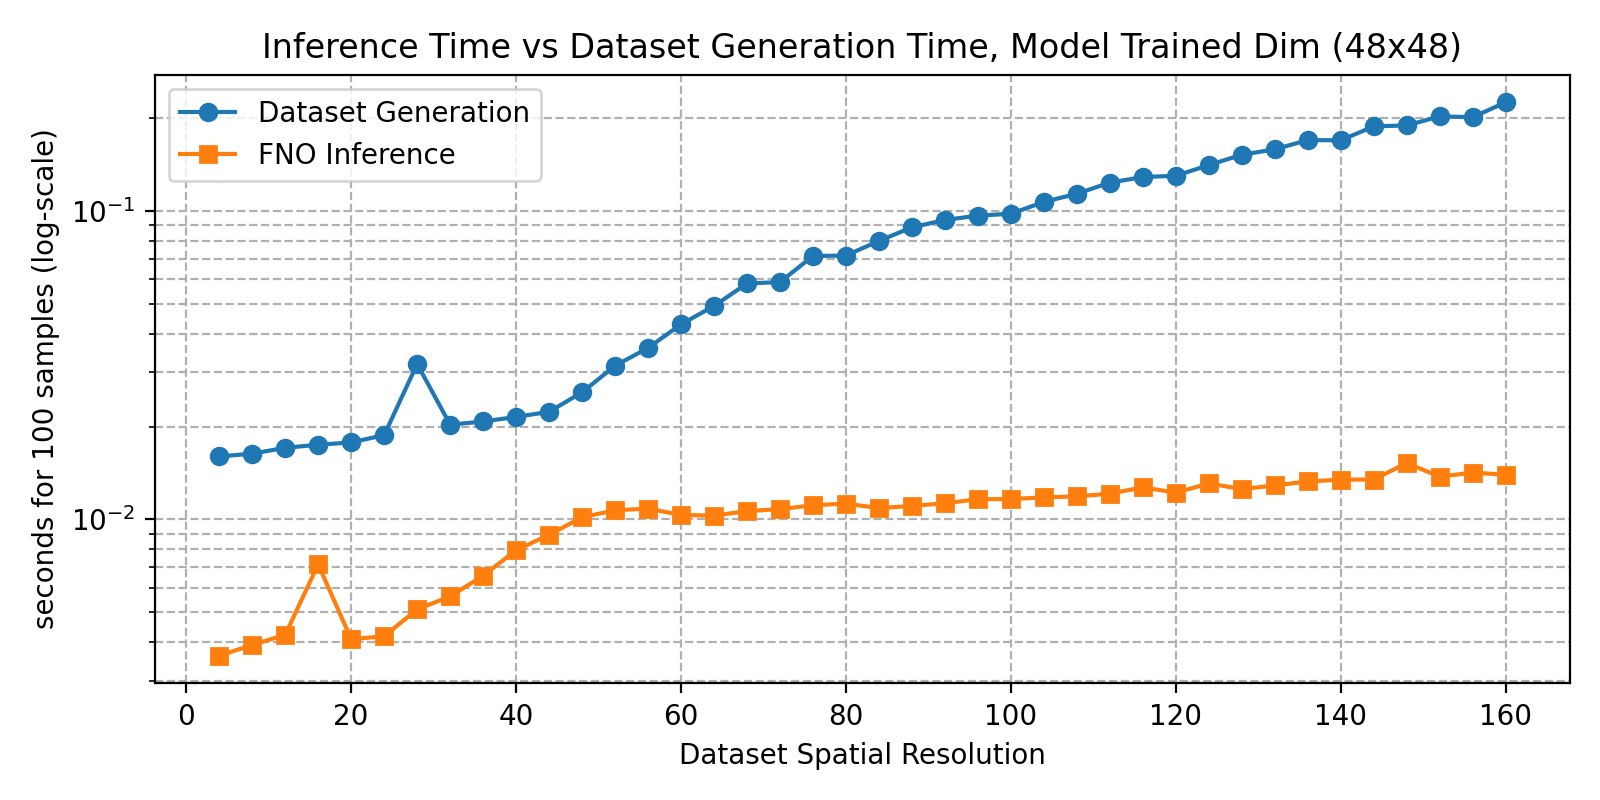 Inference Time vs Dataset Generation Time, Model Trained Dim (48x48)
Dataset Generation
FNO Inference
seconds for 100 samples (log-scale)
10⁻¹
10⁻²
0 20 40 60 80 100 120 140 160
Dataset Spatial Resolution